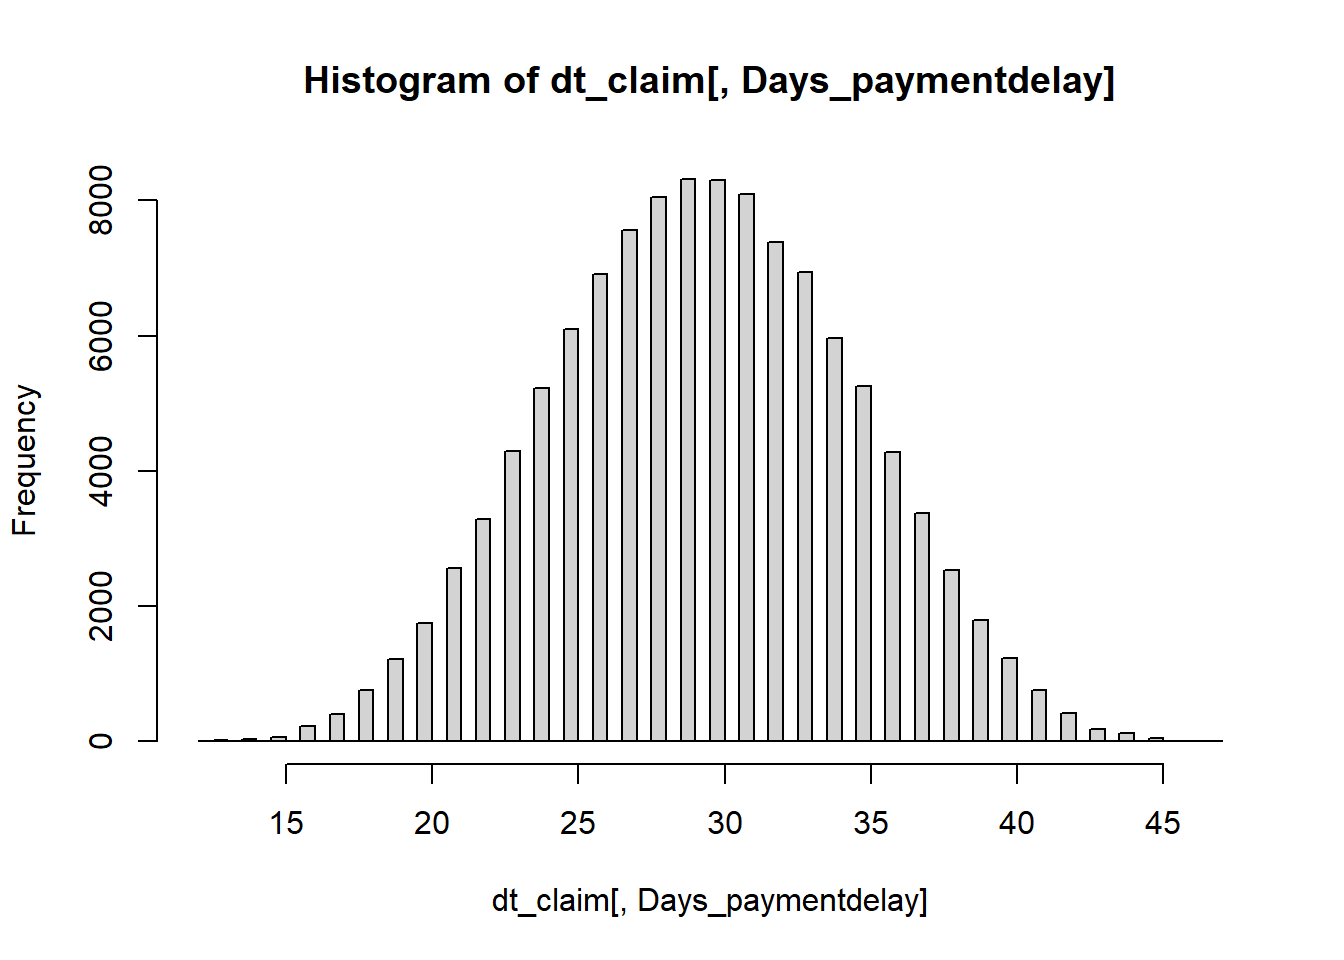 Histogram of dt_claim[, Days_paymentdelay]
Frequency
8000
6000
4000
2000
0
15 20 25 30 35 40 45
dt_claim[, Days_paymentdelay]